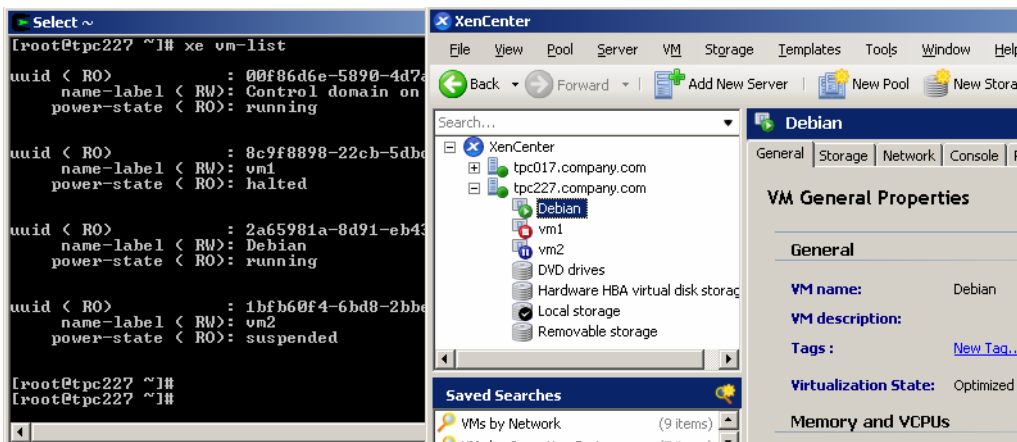 Select ~
[root@tpc227 ~]# xe vm-list
uuid ( RO) : 00f86d6e-5890-4d7a
name-label ( RW): Control domain on
power-state ( RO): running
uuid ( RO) : 8c9f8898-22cb-5dbd
name-label ( RW): vm1
power-state ( RO): halted
uuid ( RO) : 2a65981a-8d91-eb43
name-label ( RW): Debian
power-state ( RO): running
uuid ( RO) : 1bfb60f4-6bd8-2bbe
name-label ( RW): vm2
power-state ( RO): suspended
[root@tpc227 ~]#
[root@tpc227 ~]#
XenCenter
File View Pool Server VM Storage Templates Tools Window Help
Back Forward Add New Server New Pool New Stora
Search...
XenCenter
tpc017.company.com
tpc227.company.com
Debian
vm1
vm2
DVD drives
Hardware HBA virtual disk storag
Local storage
Removable storage
Saved Searches
VMs by Network (9 items)
Debian
General Storage Network Console
VM General Properties
General
VM name: Debian
VM description:
Tags : New Tag..
Virtualization State: Optimized
Memory and VCPUs